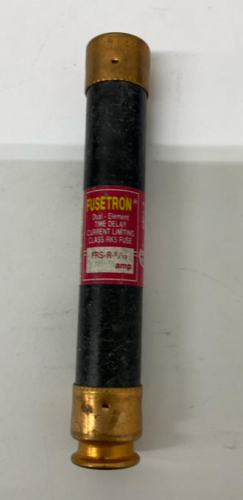 FUSETRON
Dual-Element
TIME DELAY
CURRENT LIMITING
CLASS RK5 FUSE
FRS-R-
amp